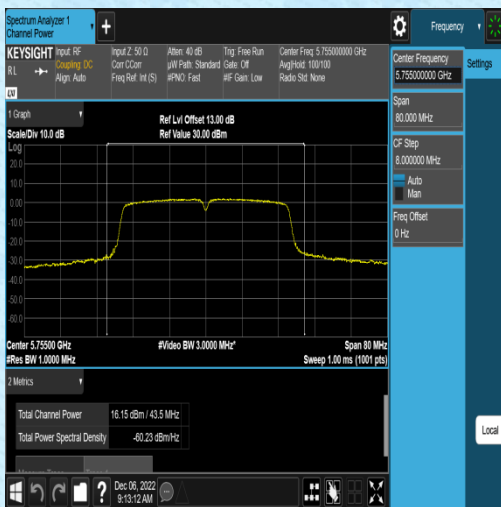 Spectrum Analyzer 1
Channel Power
Frequency
KEYSIGHT
Input: RF
Coupling: DC
Align: Auto
R L
Input Z: 50 Ω
Corr CCorr
Freq Ref: Int (S)
Atten: 40 dB
µW Path: Standard
#PNO: Fast
Trig: Free Run
Gate: Off
#IF Gain: Low
Center Freq: 5.755000000 GHz
Avg|Hold: 100/100
Radio Std: None
Center Frequency
5.755000000 GHz
Settings
Span
80.000 MHz
CF Step
8.000000 MHz
Auto
Man
Freq Offset
0 Hz
1 Graph
Scale/Div 10.0 dB
Ref Lvl Offset 13.00 dB
Ref Value 30.00 dBm
Log
20.0
10.0
0.00
-10.0
-20.0
-30.0
-40.0
-50.0
-60.0
Center 5.75500 GHz
#Res BW 1.0000 MHz
#Video BW 3.0000 MHz*
Span 80 MHz
Sweep 1.00 ms (1001 pts)
2 Metrics
Total Channel Power 16.15 dBm / 43.5 MHz
Total Power Spectral Density -60.23 dBm/Hz
Local
?
Dec 06, 2022
9:13:12 AM